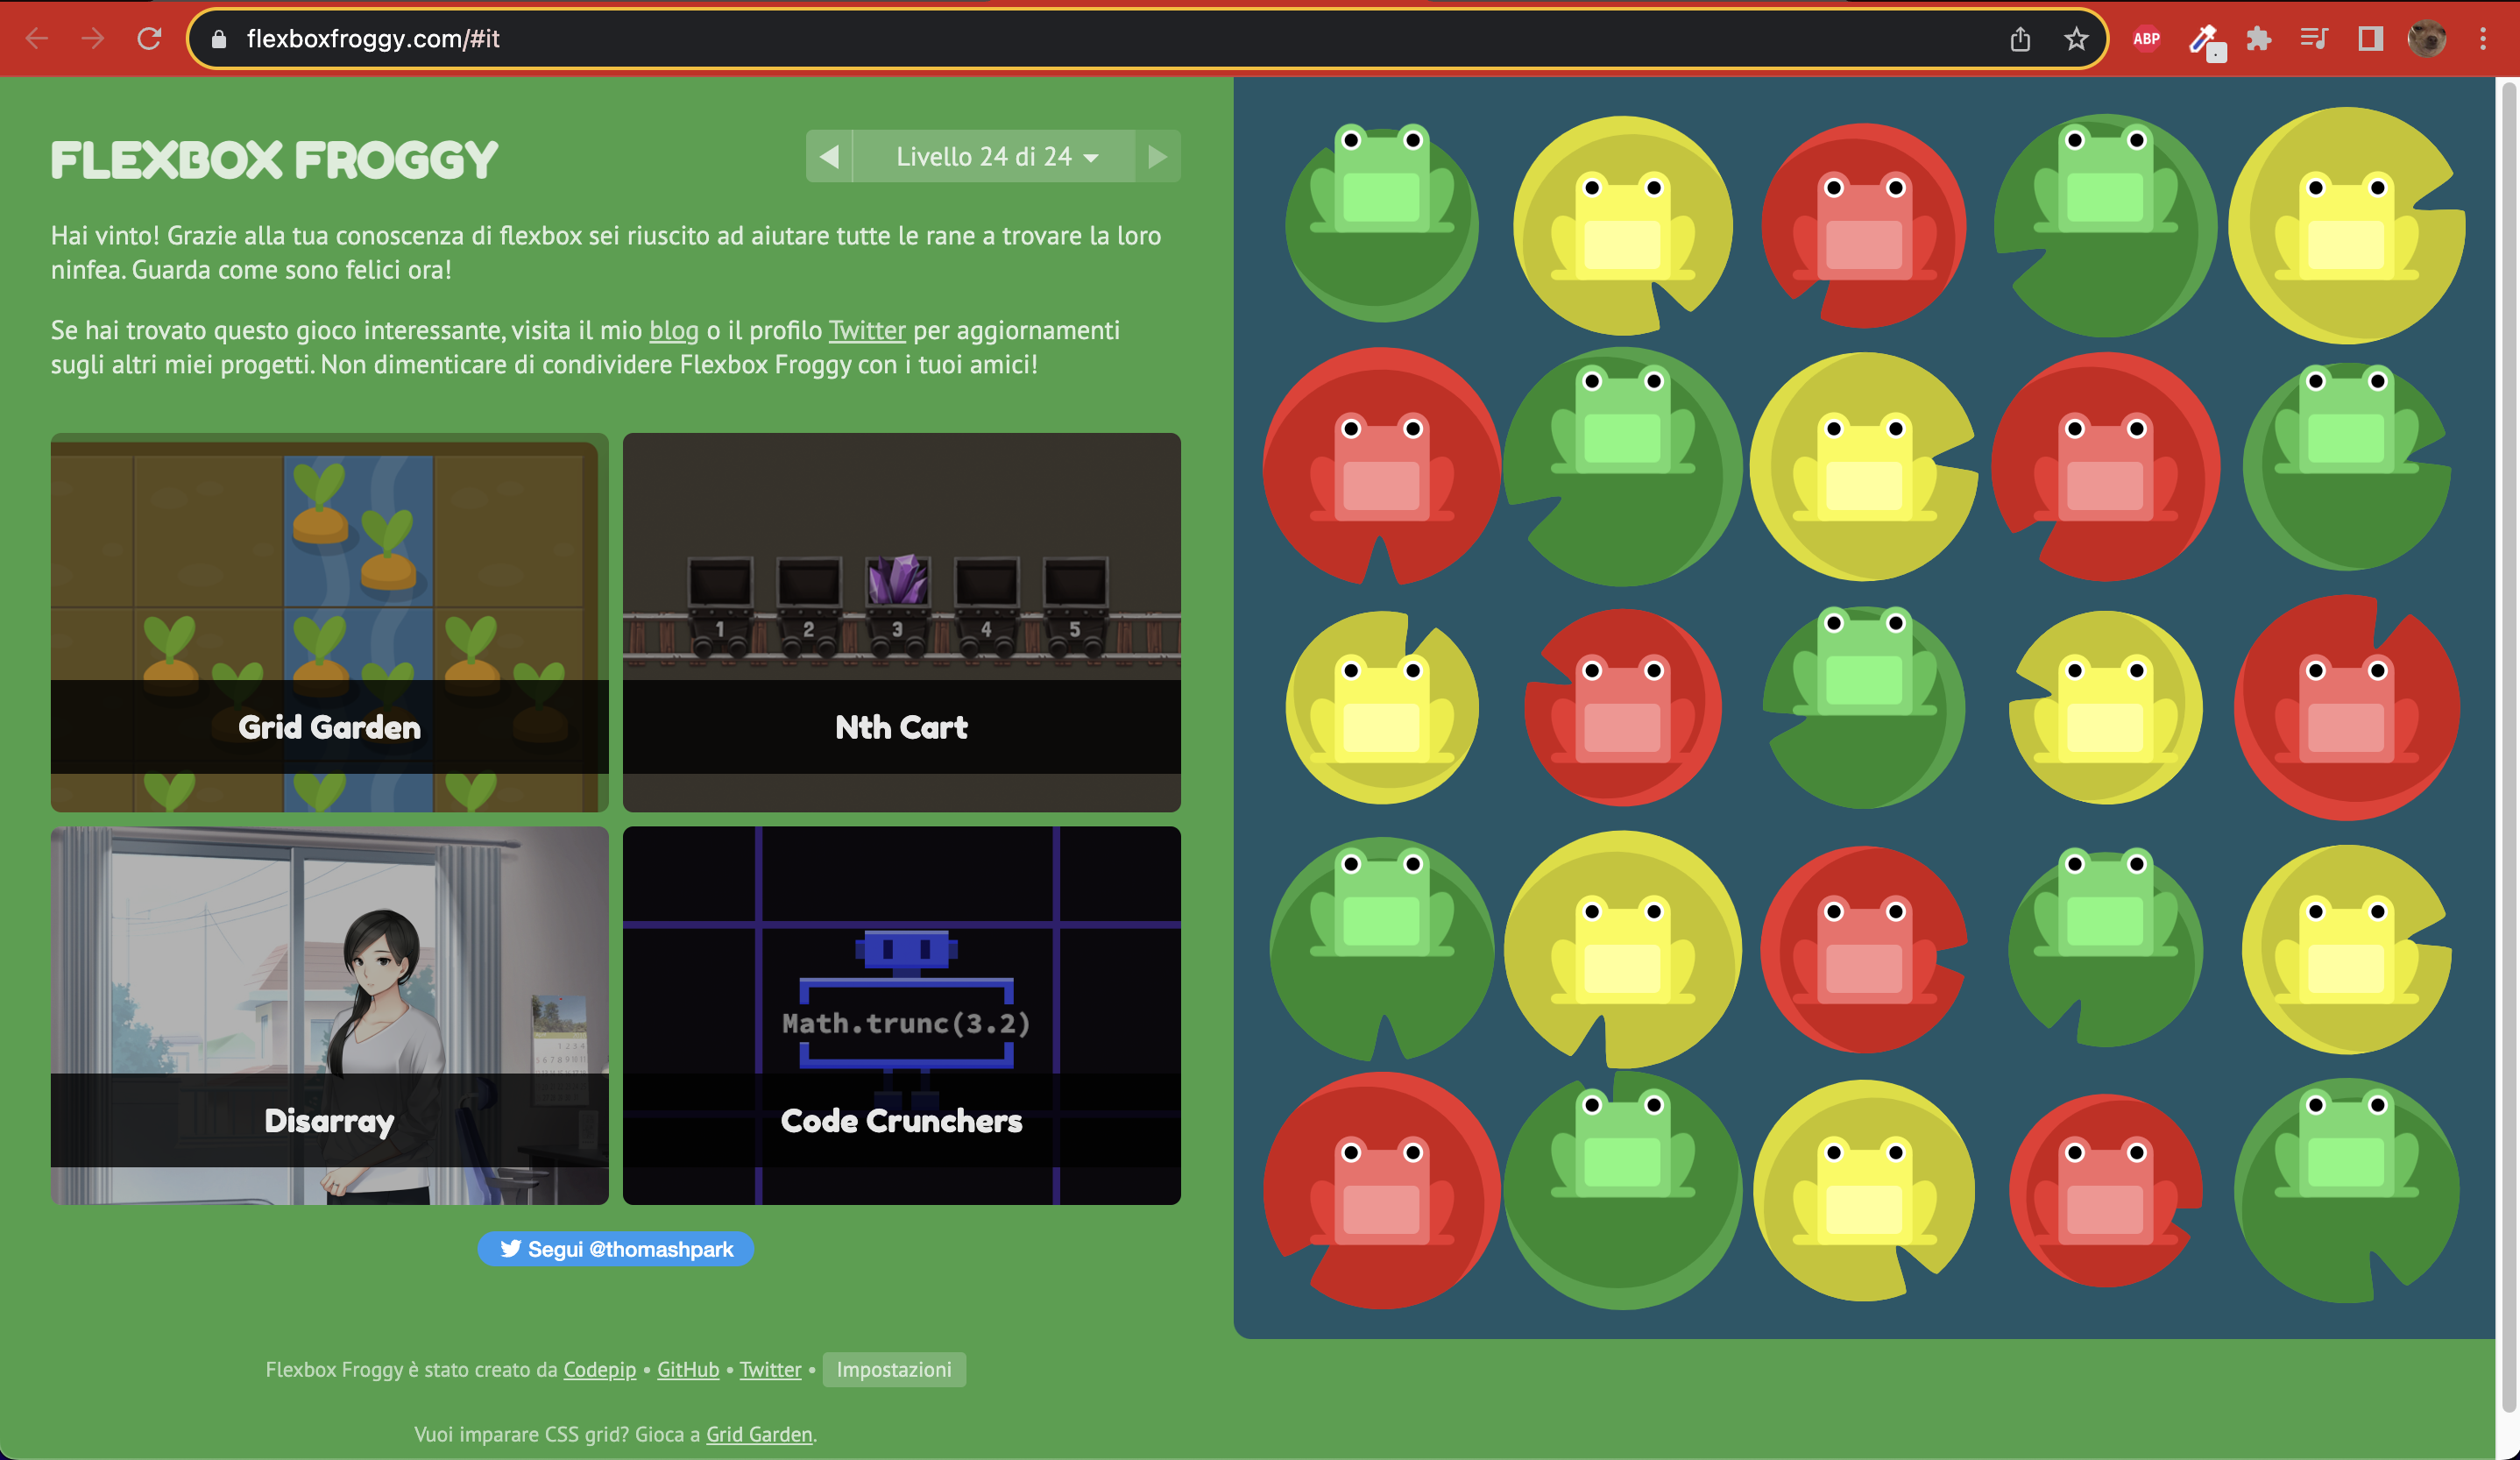 flexboxfroggy.com/#it
ABP
FLEXBOX FROGGY
Livello 24 di 24
Hai vinto! Grazie alla tua conoscenza di flexbox sei riuscito ad aiutare tutte le rane a trovare la loro
ninfea. Guarda come sono felici ora!
Se hai trovato questo gioco interessante, visita il mio blog o il profilo Twitter per aggiornamenti
sugli altri miei progetti. Non dimenticare di condividere Flexbox Froggy con i tuoi amici!
1 2 3 4 5
Grid Garden
Nth Cart
Math.trunc(3.2)
Disarray
Code Crunchers
Segui @thomashpark
Flexbox Froggy è stato creato da Codepip • GitHub • Twitter • Impostazioni
Vuoi imparare CSS grid? Gioca a Grid Garden.